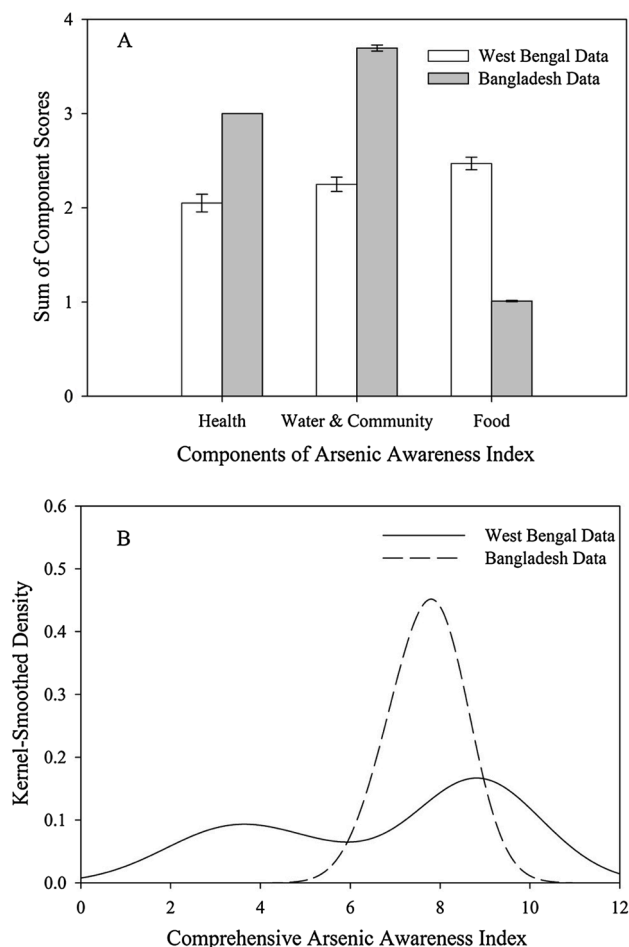 A
West Bengal Data
Bangladesh Data
Sum of Component Scores
4
3
2
1
0
Health
Water & Community
Food
Components of Arsenic Awareness Index
B
West Bengal Data
Bangladesh Data
Kernel-Smoothed Density
0.6
0.5
0.4
0.3
0.2
0.1
0.0
0 2 4 6 8 10 12
Comprehensive Arsenic Awareness Index